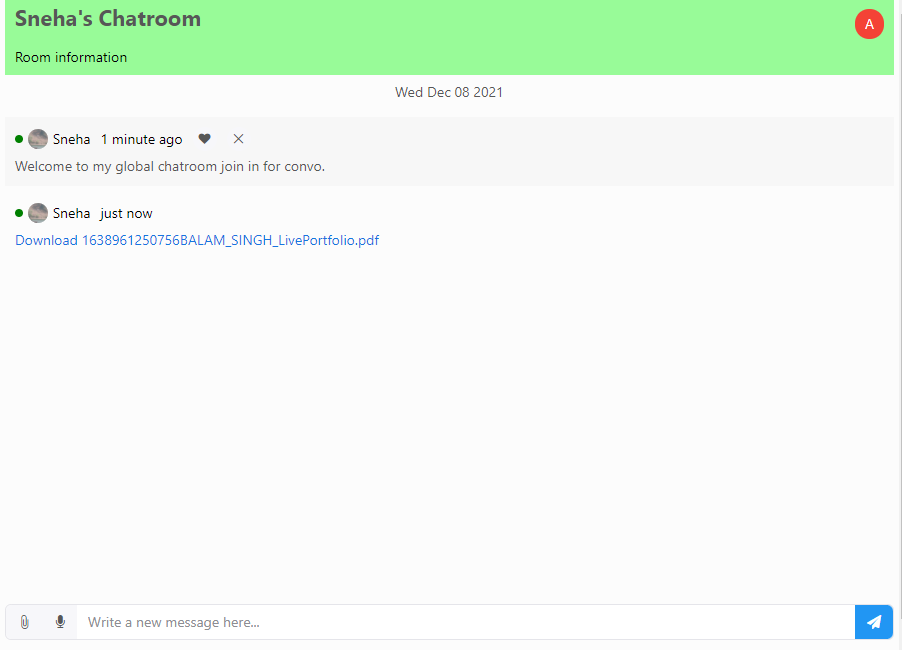 Sneha's Chatroom
A
Room information
Wed Dec 08 2021
Sneha 1 minute ago
Welcome to my global chatroom join in for convo.
Sneha just now
Download 1638961250756BALAM_SINGH_LivePortfolio.pdf
Write a new message here...